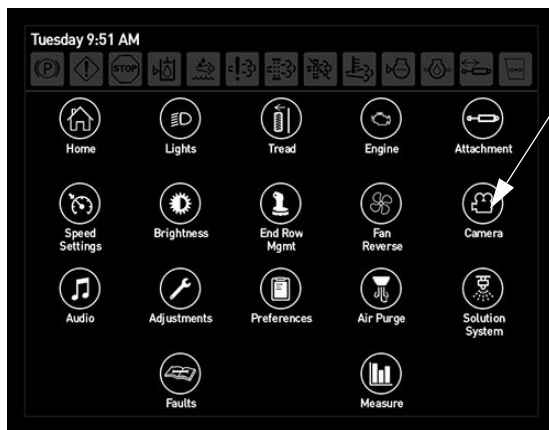 Tuesday 9:51 AM
(P) STOP
Home Lights Tread Engine Attachment
Speed Brightness End Row Fan Camera
Settings Mgmt Reverse
Audio Adjustments Preferences Air Purge Solution
System
Faults Measure